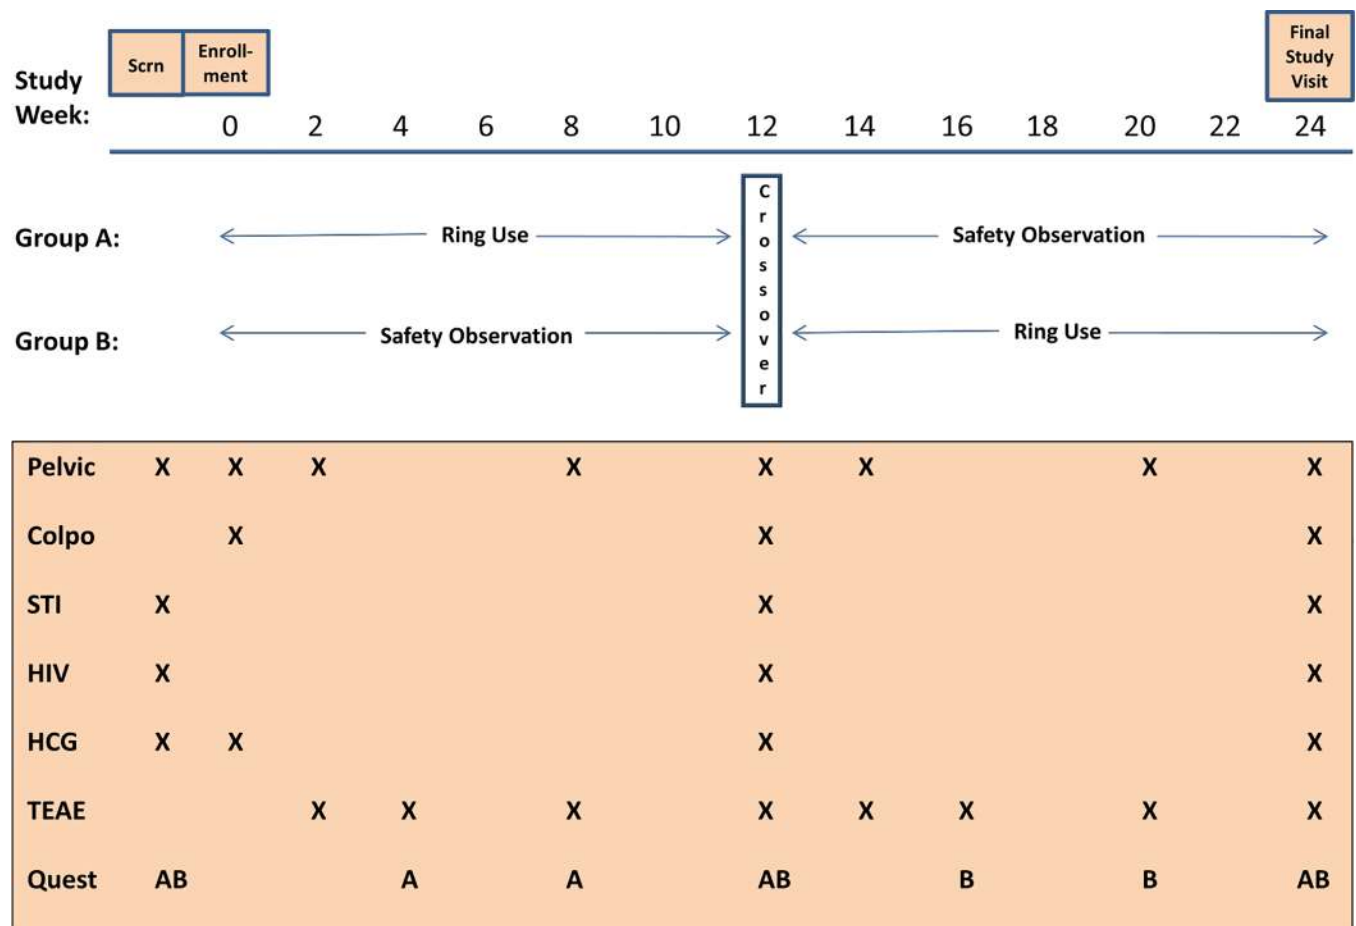 Scrn
Enroll-
ment
Final
Study
Visit
Study
Week:
0 2 4 6 8 10 12 14 16 18 20 22 24
Crossover
Group A: Ring Use Safety Observation
Group B: Safety Observation Ring Use
Pelvic X X X X X X X X
Colpo X X X
STI X X X
HIV X X X
HCG X X X X
TEAE X X X X X X X X
Quest AB A A AB B B AB